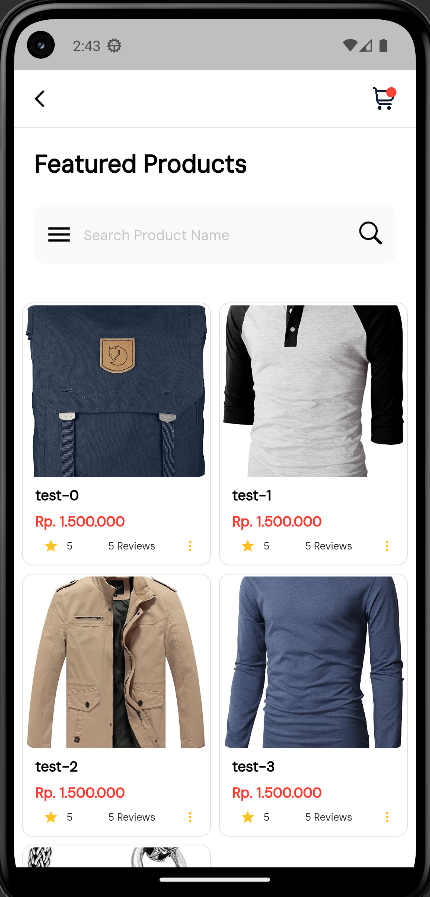 2:43
Featured Products
Search Product Name
test-0
Rp. 1.500.000
5
5 Reviews
test-1
Rp. 1.500.000
5
5 Reviews
test-2
Rp. 1.500.000
5
5 Reviews
test-3
Rp. 1.500.000
5
5 Reviews